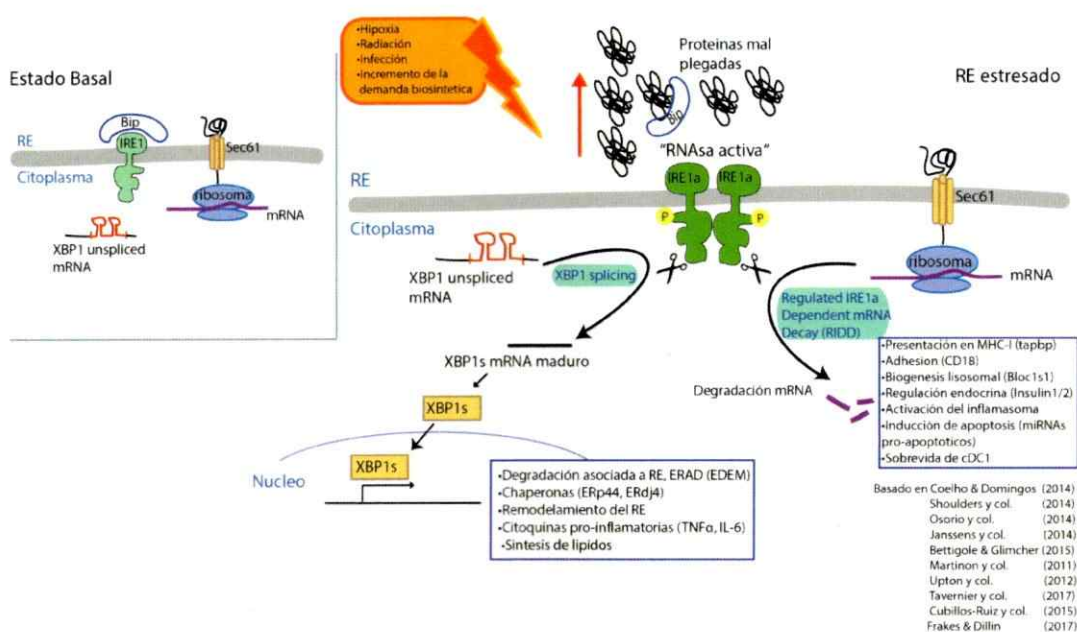 Estado Basal
Bip
IRE1
Sec61
RE
Citoplasma
ribosoma
mRNA
XBP1 unspliced
mRNA
•Hipoxia
•Radiación
•Infección
•Incremento de la
demanda biosintetica
Proteinas mal
plegadas
RE estresado
Bip
"RNAsa activa"
IRE1a
IRE1a
RE
Citoplasma
P
P
Sec61
ribosoma
mRNA
XBP1 unspliced
mRNA
XBP1 splicing
Regulated IRE1a
Dependent mRNA
Decay (RIDD)
XBP1s mRNA maduro
Degradación mRNA
•Presentación en MHC-I (tapbp)
•Adhesion (CD18)
•Biogenesis lisosomal (Bloc1s1)
•Regulación endocrina (Insulin1/2)
•Activación del inflamasoma
•Inducción de apoptosis (miRNAs
pro-apoptoticos)
•Sobrevida de cDC1
XBP1s
Nucleo
XBP1s
•Degradación asociada a RE, ERAD (EDEM)
•Chaperonas (ERp44, ERdj4)
•Remodelamiento del RE
•Citoquinas pro-inflamatorias (TNFα, IL-6)
•Sintesis de lípidos
Basado en Coelho & Domingos (2014)
Shoulders y col. (2014)
Osorio y col. (2014)
Janssens y col. (2014)
Bettigole & Glimcher (2015)
Martinon y col. (2011)
Upton y col. (2012)
Tavernier y col. (2017)
Cubillos-Ruiz y col. (2015)
Frakes & Dillin (2017)